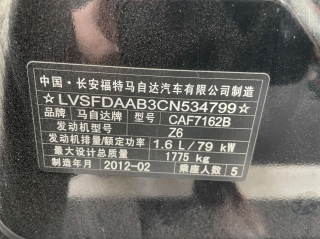 中国·长安福特马自达汽车有限公司制造
☆LVSFDAAB3CN534799☆
品牌 马自达牌 型号 CAF7162B
发动机型号 Z6
发动机排量/额定功率 1.6 L/79 kW
最大设计总质量 1775 kg
制造年月 2012-02 乘座人数 5